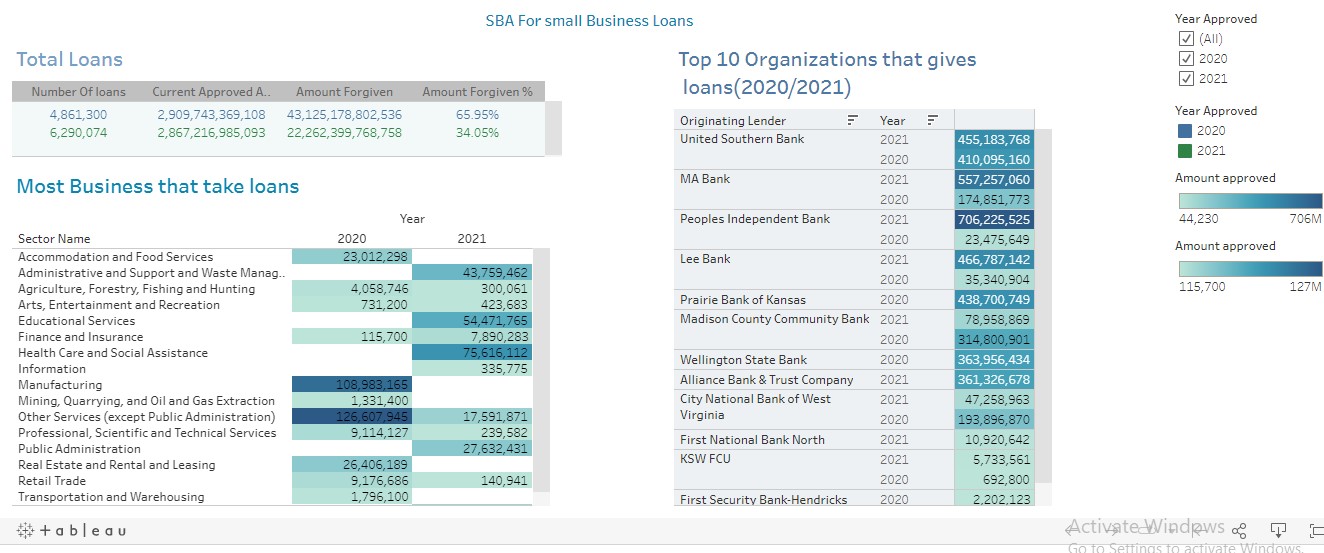 SBA For small Business Loans
Total Loans
Number Of loans Current Approved A.. Amount Forgiven Amount Forgiven %
4,861,300 2,909,743,369,108 43,125,178,802,536 65.95%
6,290,074 2,867,216,985,093 22,262,399,768,758 34.05%
Most Business that take loans
Year
Sector Name 2020 2021
Accommodation and Food Services 23,012,298
Administrative and Support and Waste Manag.. 43,759,462
Agriculture, Forestry, Fishing and Hunting 4,058,746 300,061
Arts, Entertainment and Recreation 731,200 423,683
Educational Services 54,471,765
Finance and Insurance 115,700 7,890,283
Health Care and Social Assistance 75,616,112
Information 335,775
Manufacturing 108,983,165
Mining, Quarrying, and Oil and Gas Extraction 1,331,400
Other Services (except Public Administration) 126,607,945 17,591,871
Professional, Scientific and Technical Services 9,114,127 239,582
Public Administration 27,632,431
Real Estate and Rental and Leasing 26,406,189
Retail Trade 9,176,686 140,941
Transportation and Warehousing 1,796,100
Top 10 Organizations that gives
loans(2020/2021)
Originating Lender Year
United Southern Bank 2021 455,183,768
2020 410,095,160
MA Bank 2021 557,257,060
2020 174,851,773
Peoples Independent Bank 2021 706,225,525
2020 23,475,649
Lee Bank 2021 466,787,142
2020 35,340,904
Prairie Bank of Kansas 2020 438,700,749
Madison County Community Bank 2021 78,958,869
2020 314,800,901
Wellington State Bank 2020 363,956,434
Alliance Bank & Trust Company 2021 361,326,678
City National Bank of West 2021 47,258,963
Virginia 2020 193,896,870
First National Bank North 2021 10,920,642
KSW FCU 2021 5,733,561
2020 692,800
First Security Bank-Hendricks 2020 2,202,123
Year Approved
(All)
2020
2021
Year Approved
2020
2021
Amount approved
44,230 706M
Amount approved
115,700 127M
+ableau
Activate Windows
Go to Settings to activate Windows.